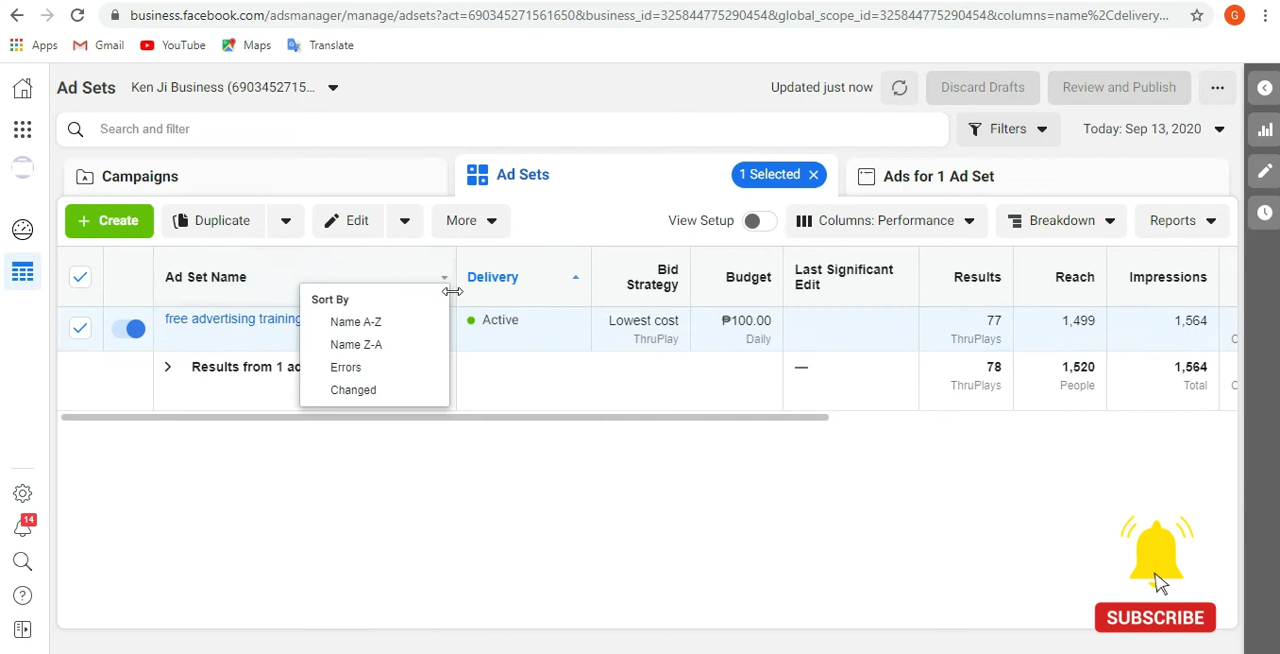 business.facebook.com/adsmanager/manage/adsets?act=690345271561650&business_id=325844775290454&global_scope_id=325844775290454&columns=name%2Cdelivery...
G
Apps Gmail YouTube Maps Translate
Ad Sets Ken Ji Business (6903452715... Updated just now Discard Drafts Review and Publish
Search and filter Filters Today: Sep 13, 2020
Campaigns Ad Sets 1 Selected Ads for 1 Ad Set
+ Create Duplicate Edit More View Setup Columns: Performance Breakdown Reports
Ad Set Name Delivery Bid Strategy Budget Last Significant Edit Results Reach Impressions
Sort By
Name A-Z
Name Z-A
Errors
Changed
free advertising training Active Lowest cost ₱100.00 77 1,499 1,564
ThruPlay Daily ThruPlays
Results from 1 ad — 78 1,520 1,564
ThruPlays People Total
14
SUBSCRIBE